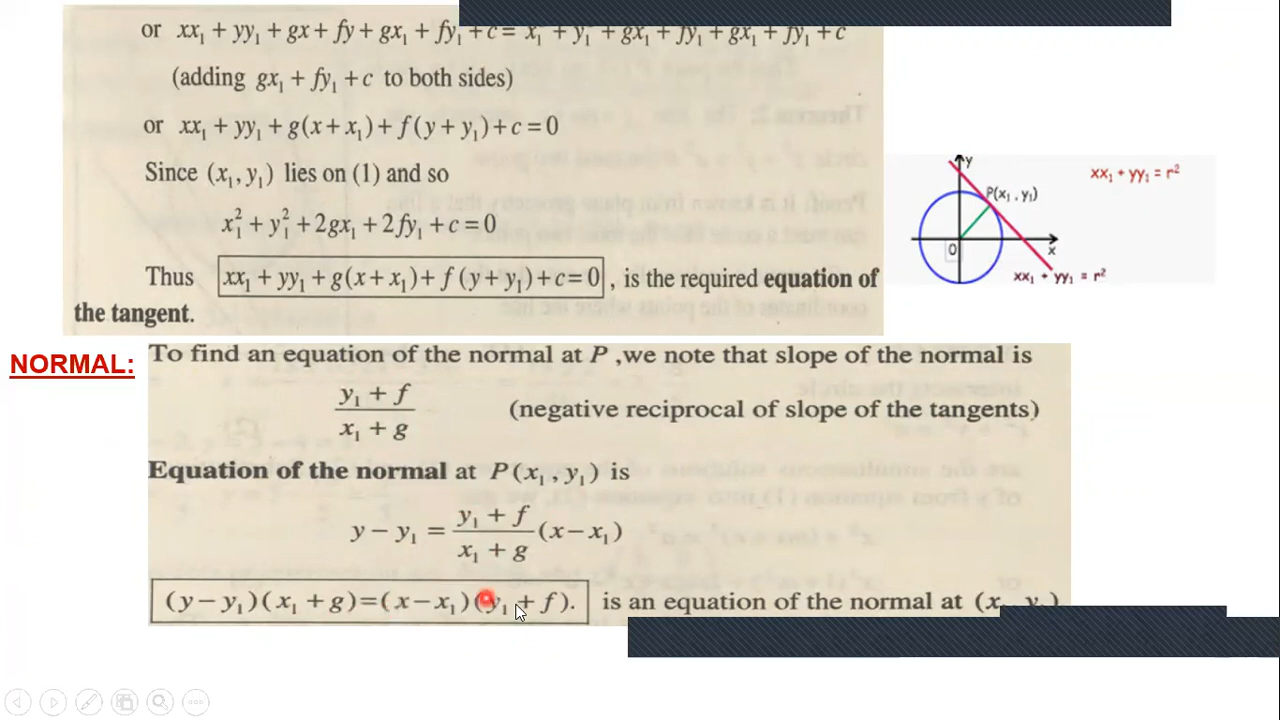 or xx₁ + yy₁ + gx + fy + gx₁ + fy₁ + c = x₁² + y₁² + gx₁ + fy₁ + gx₁ + fy₁ + c
(adding gx₁ + fy₁ + c to both sides)
or xx₁ + yy₁ + g(x + x₁) + f(y + y₁) + c = 0
Since (x₁, y₁) lies on (1) and so
x₁² + y₁² + 2gx₁ + 2fy₁ + c = 0
Thus xx₁ + yy₁ + g(x + x₁) + f(y + y₁) + c = 0 , is the required equation of
the tangent.
y
P(x₁ , y₁)
O
x
xx₁ + yy₁ = r²
xx₁ + yy₁ = r²
NORMAL:
To find an equation of the normal at P ,we note that slope of the normal is
y₁ + f
x₁ + g
(negative reciprocal of slope of the tangents)
Equation of the normal at P(x₁, y₁) is
y − y₁ = (y₁ + f)/(x₁ + g) (x − x₁)
(y − y₁)(x₁ + g) = (x − x₁)(y₁ + f). is an equation of the normal at (x₁, y₁)